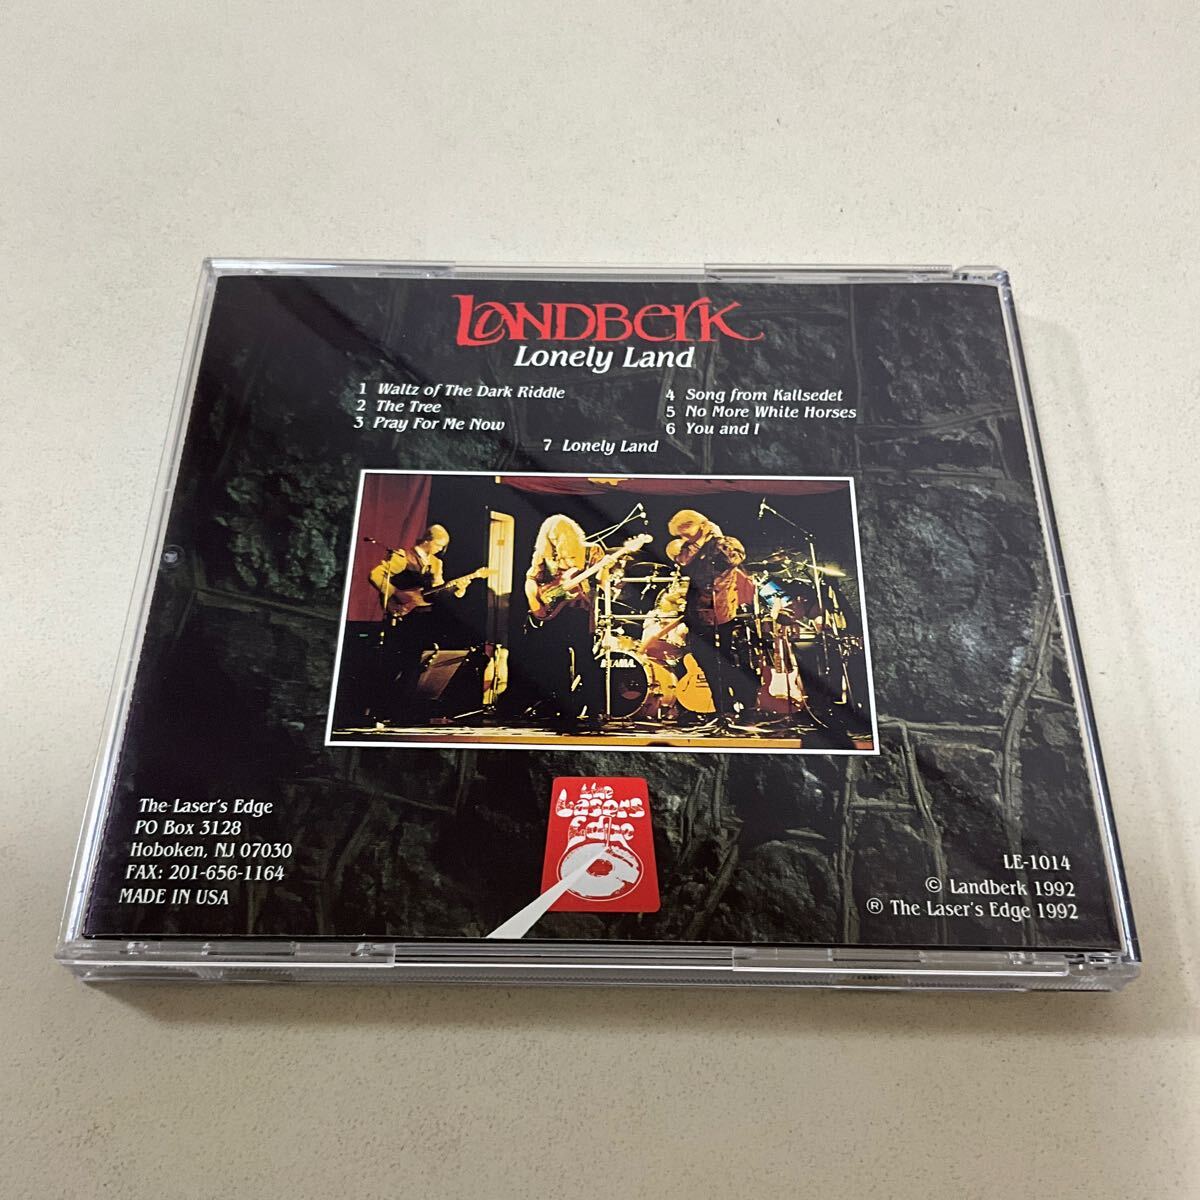 LANDBERK
Lonely Land
1 Waltz of The Dark Riddle
2 The Tree
3 Pray For Me Now
4 Song from Kallsedet
5 No More White Horses
6 You and I
7 Lonely Land
TAMA
the
Lasers
Edge
The Laser's Edge
PO Box 3128
Hoboken, NJ 07030
FAX: 201-656-1164
MADE IN USA
LE-1014
© Landberk 1992
® The Laser's Edge 1992